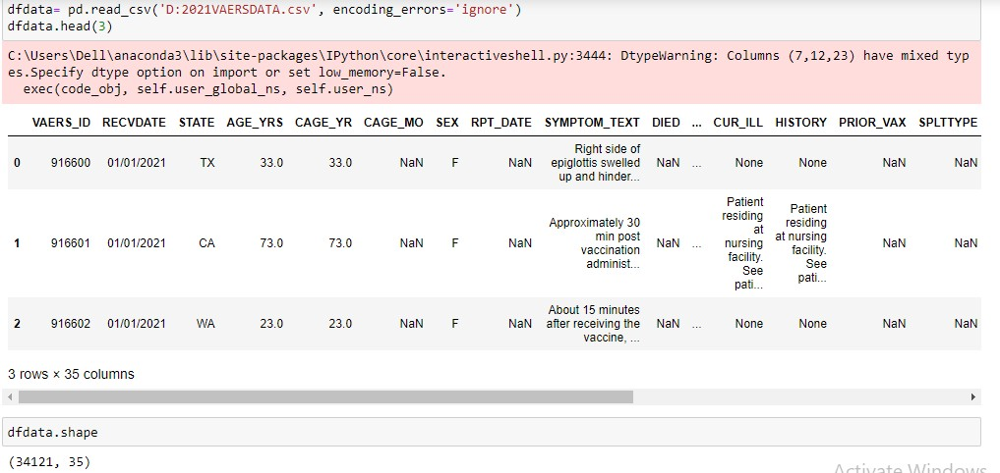 dfdata= pd.read_csv('D:2021VAERSDATA.csv', encoding_errors='ignore')
dfdata.head(3)
C:\Users\Dell\anaconda3\lib\site-packages\IPython\core\interactiveshell.py:3444: DtypeWarning: Columns (7,12,23) have mixed typ
es.Specify dtype option on import or set low_memory=False.
exec(code_obj, self.user_global_ns, self.user_ns)
VAERS_ID RECVDATE STATE AGE_YRS CAGE_YR CAGE_MO SEX RPT_DATE SYMPTOM_TEXT DIED ... CUR_ILL HISTORY PRIOR_VAX SPLTTYPE
0 916600 01/01/2021 TX 33.0 33.0 NaN F NaN Right side of
epiglottis swelled
up and hinder... NaN ... None None NaN NaN
1 916601 01/01/2021 CA 73.0 73.0 NaN F NaN Approximately 30
min post
vaccination
administ... NaN ... Patient
residing
at
nursing
facility.
See
pati... Patient
residing
at nursing
facility.
See
pati... NaN NaN
2 916602 01/01/2021 WA 23.0 23.0 NaN F NaN About 15 minutes
after receiving the
vaccine, ... NaN ... None None NaN NaN
3 rows × 35 columns
dfdata.shape
(34121, 35)
Activate Windows